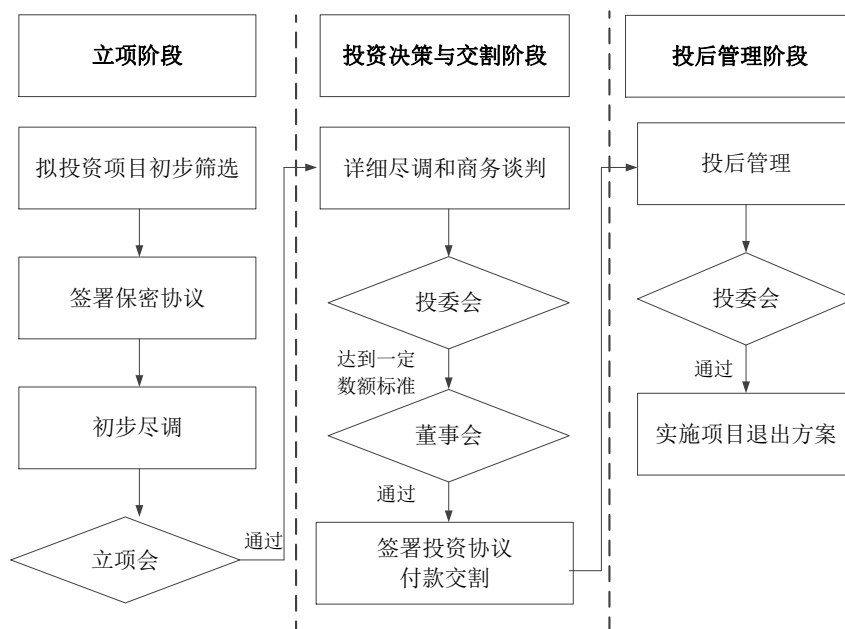 立项阶段
拟投资项目初步筛选
签署保密协议
初步尽调
立项会
通过
投资决策与交割阶段
详细尽调和商务谈判
投委会
达到一定
数额标准
董事会
通过
签署投资协议
付款交割
投后管理阶段
投后管理
投委会
通过
实施项目退出方案